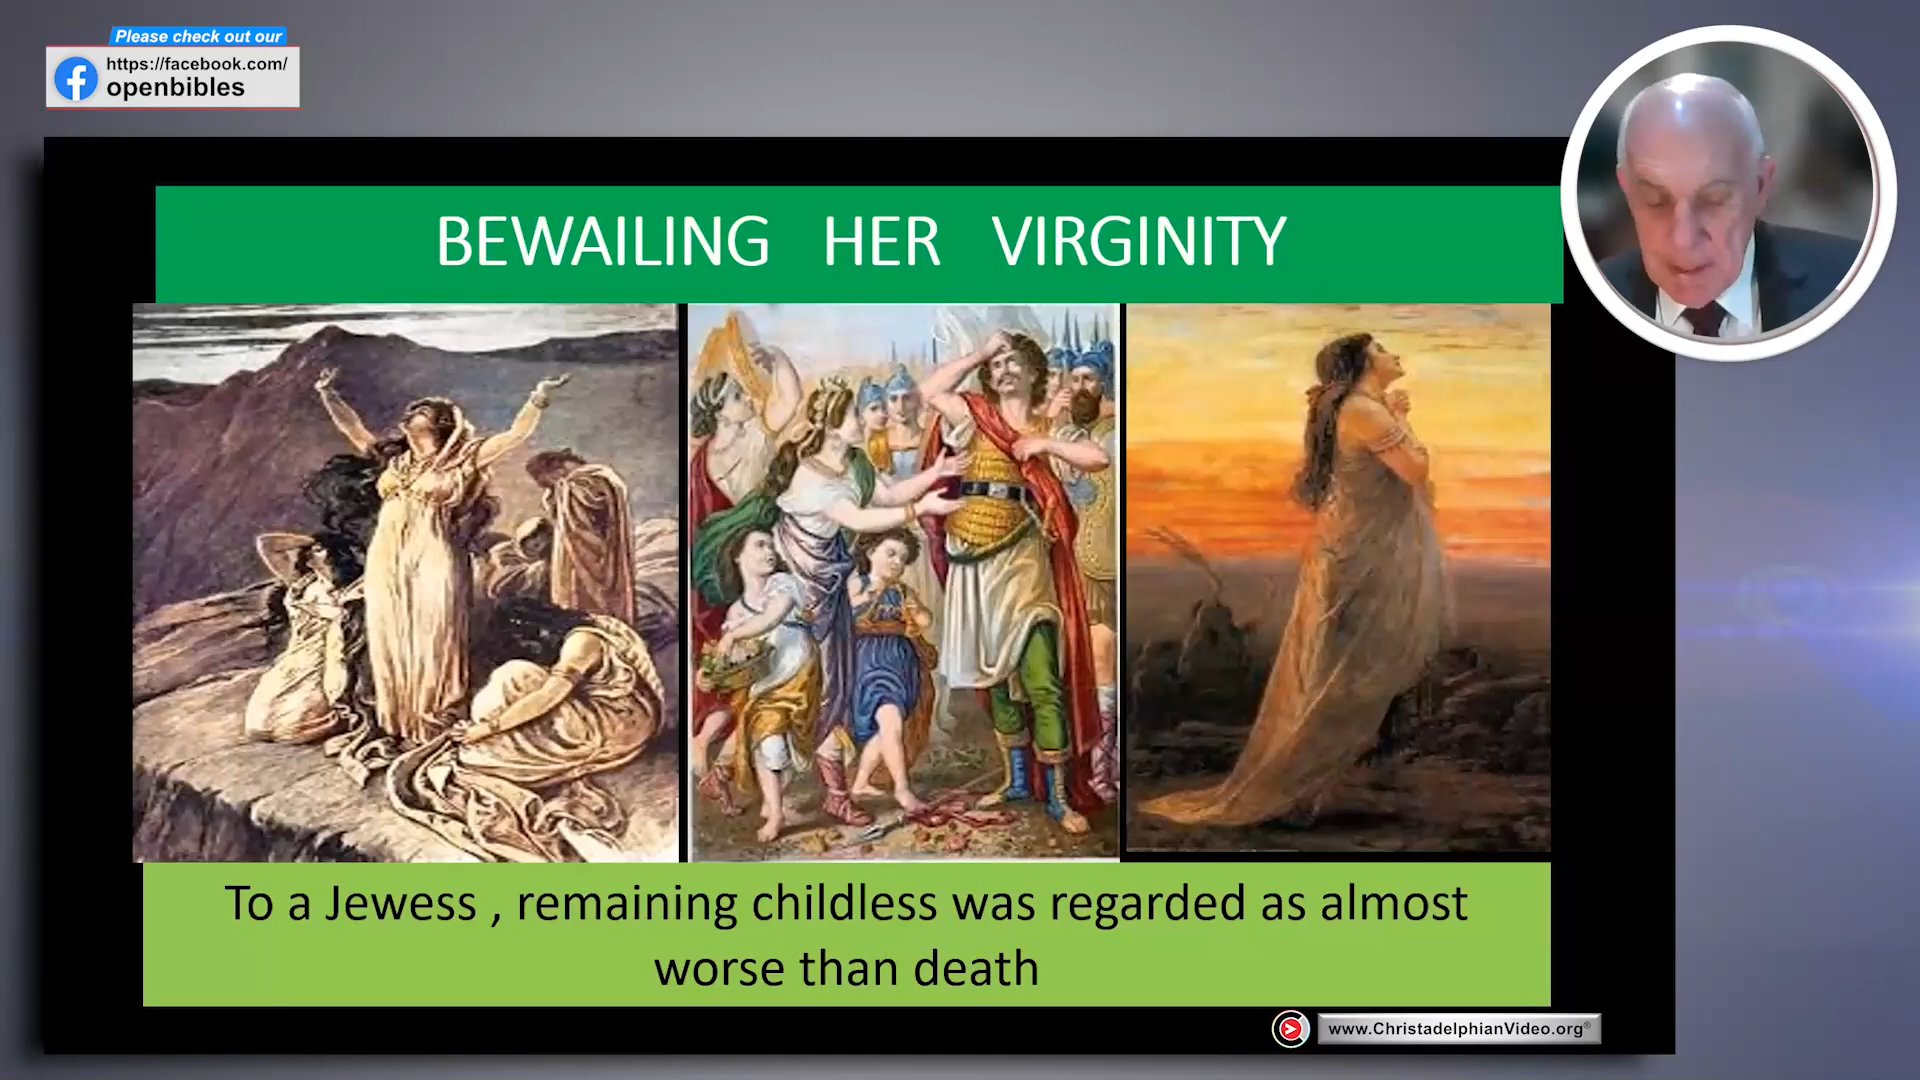 Please check out our
https://facebook.com/
openbibles
BEWAILING HER VIRGINITY
To a Jewess , remaining childless was regarded as almost
worse than death
www.ChristadelphianVideo.org®